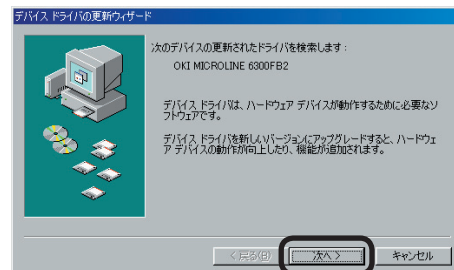 デバイス ドライバの更新ウィザード
次のデバイスの更新されたドライバを検索します:
OKI MICROLINE 6300FB2
デバイス ドライバは、ハードウェア デバイスが動作するために必要なソ
フトウェアです。
デバイス ドライバを新しいバージョンにアップグレードすると、ハードウェ
ア デバイスの動作が向上したり、機能が追加されます。
< 戻る(B)
次へ >
キャンセル